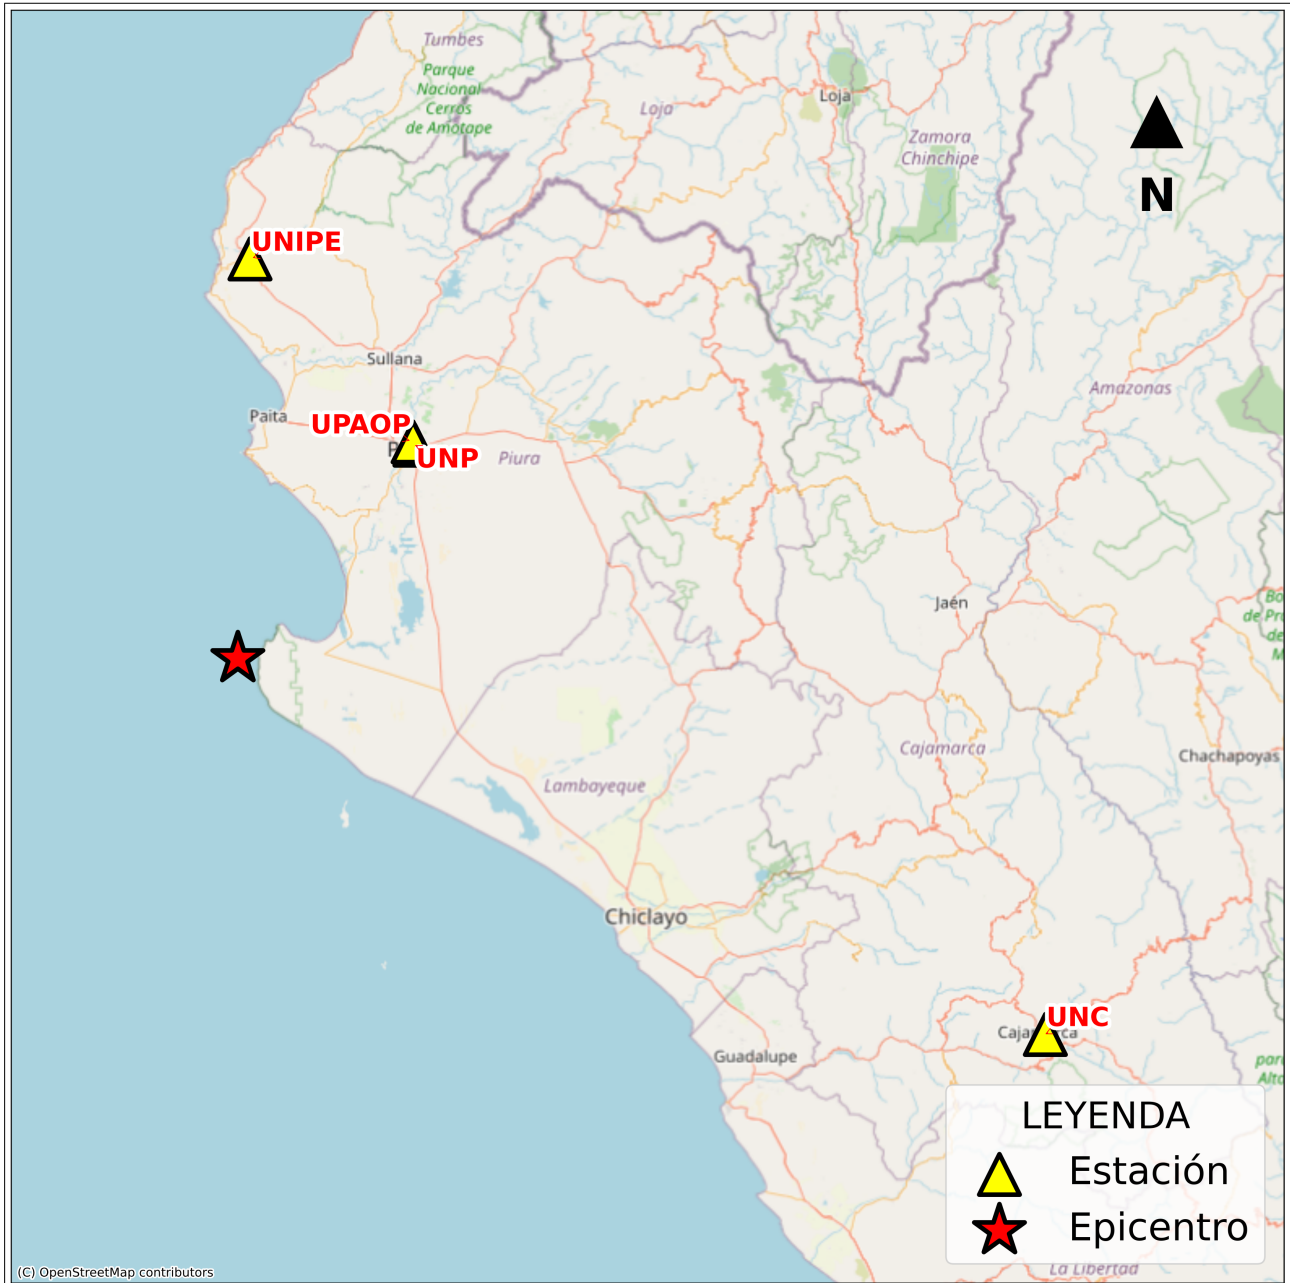 Tumbes
Parque
Nacional
Cerros
de Amotape
Loja
Loja
Zamora
Chinchipe
N
UNIPE
Sullana
Amazonas
Paita
UPAOP
UNP
Piura
Jaén
Cajamarca
Chachapoyas
Lambayeque
Chiclayo
UNC
Guadalupe
LEYENDA
Estación
Epicentro
La Libertad
(C) OpenStreetMap contributors